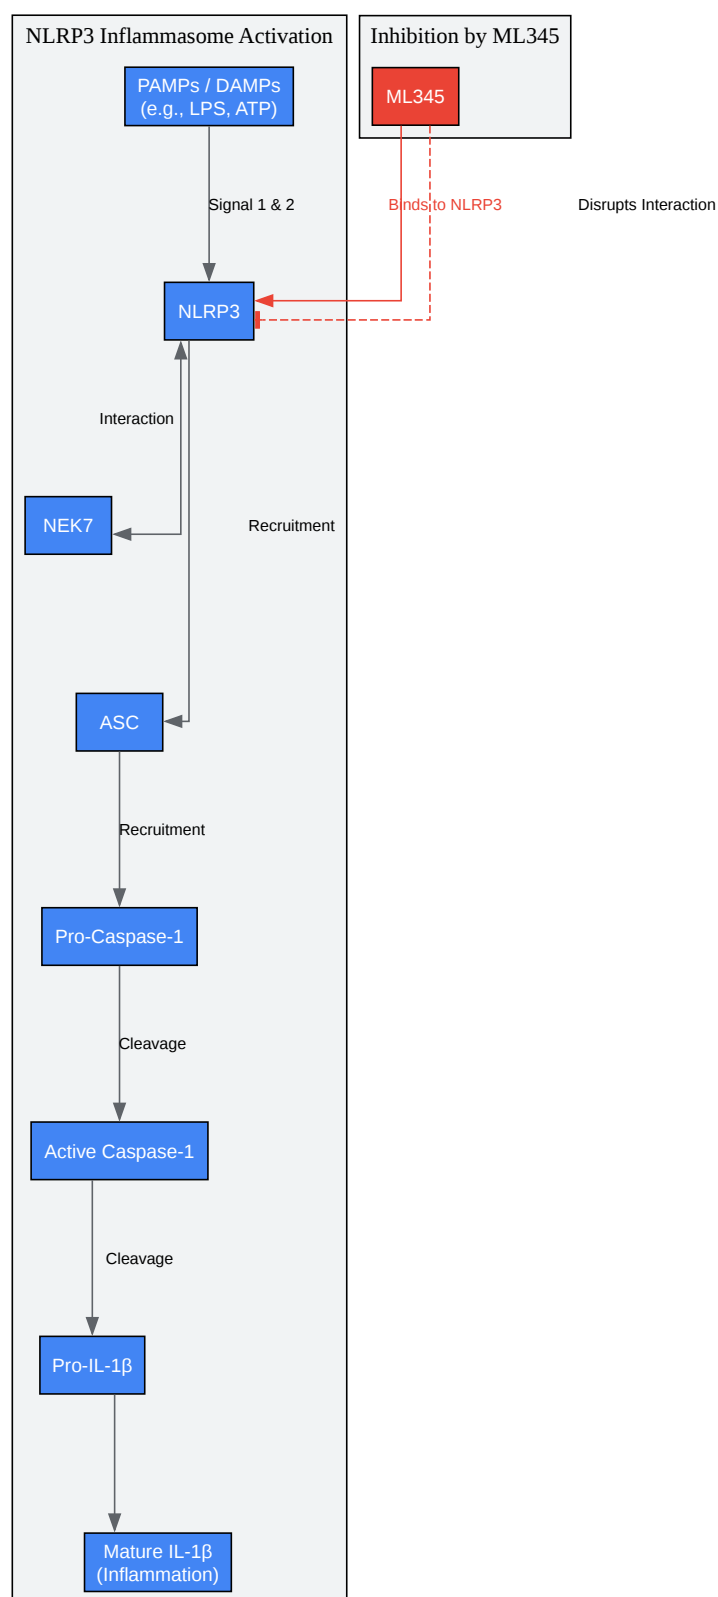 NLRP3 Inflammasome Activation
Inhibition by ML345
PAMPs / DAMPs
(e.g., LPS, ATP)
ML345
Signal 1 & 2
Binds to NLRP3
Disrupts Interaction
NLRP3
Interaction
NEK7
Recruitment
ASC
Recruitment
Pro-Caspase-1
Cleavage
Active Caspase-1
Cleavage
Pro-IL-1β
Mature IL-1β
(Inflammation)